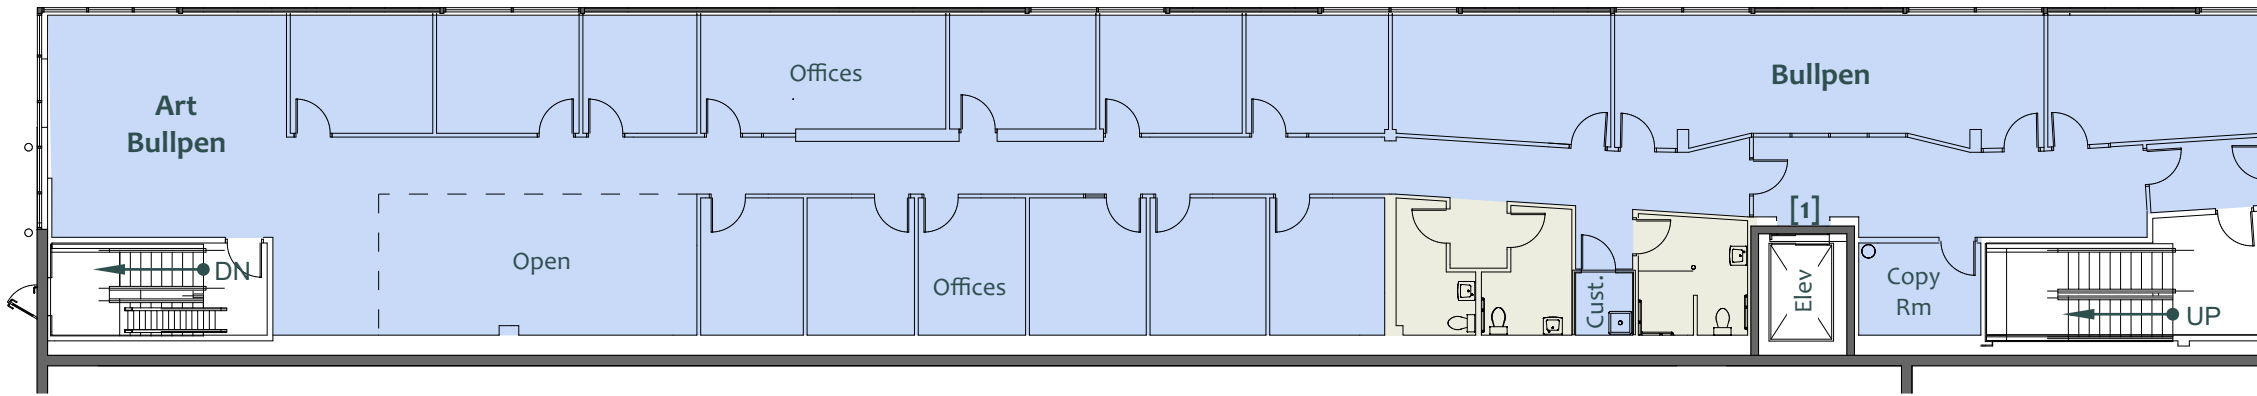 Offices
Bullpen
Art
Bullpen
[1]
Open
DN
Offices
Cust.
Elev
Copy
Rm
UP